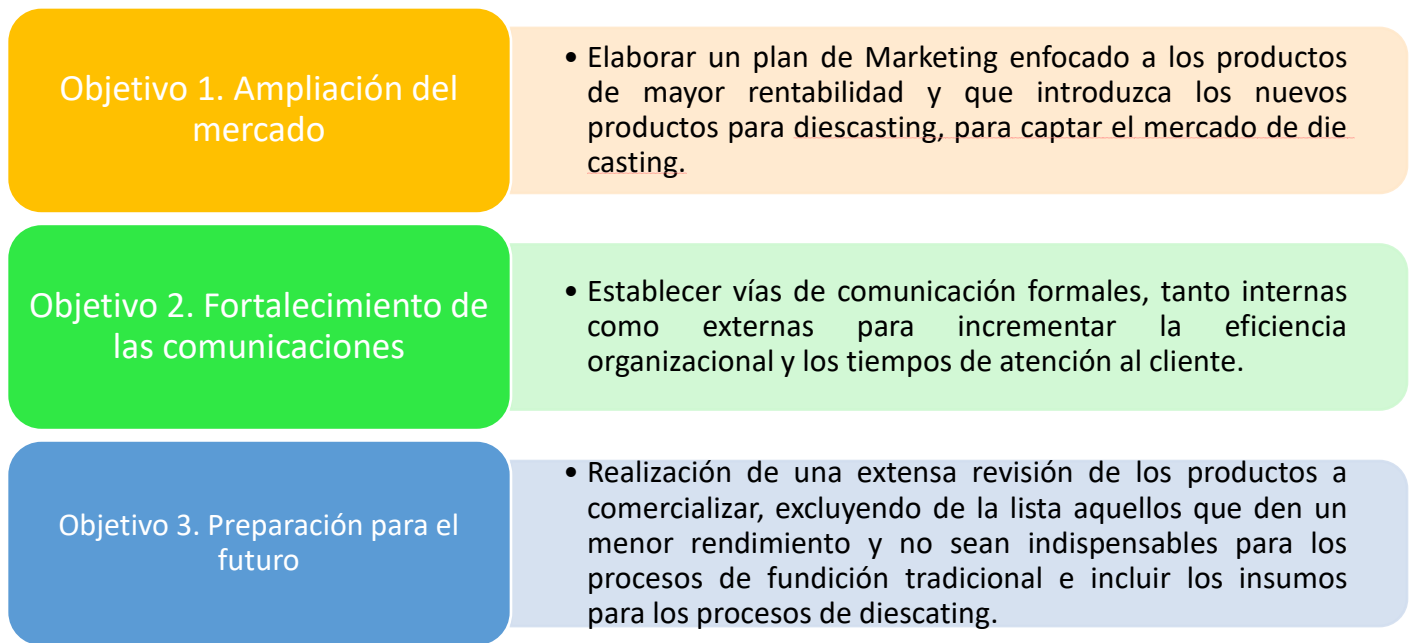 Objetivo 1. Ampliación del
mercado
• Elaborar un plan de Marketing enfocado a los productos
de mayor rentabilidad y que introduzca los nuevos
productos para diescasting, para captar el mercado de die
casting.
Objetivo 2. Fortalecimiento de
las comunicaciones
• Establecer vías de comunicación formales, tanto internas
como externas para incrementar la eficiencia
organizacional y los tiempos de atención al cliente.
Objetivo 3. Preparación para el
futuro
• Realización de una extensa revisión de los productos a
comercializar, excluyendo de la lista aquellos que den un
menor rendimiento y no sean indispensables para los
procesos de fundición tradicional e incluir los insumos
para los procesos de diescating.